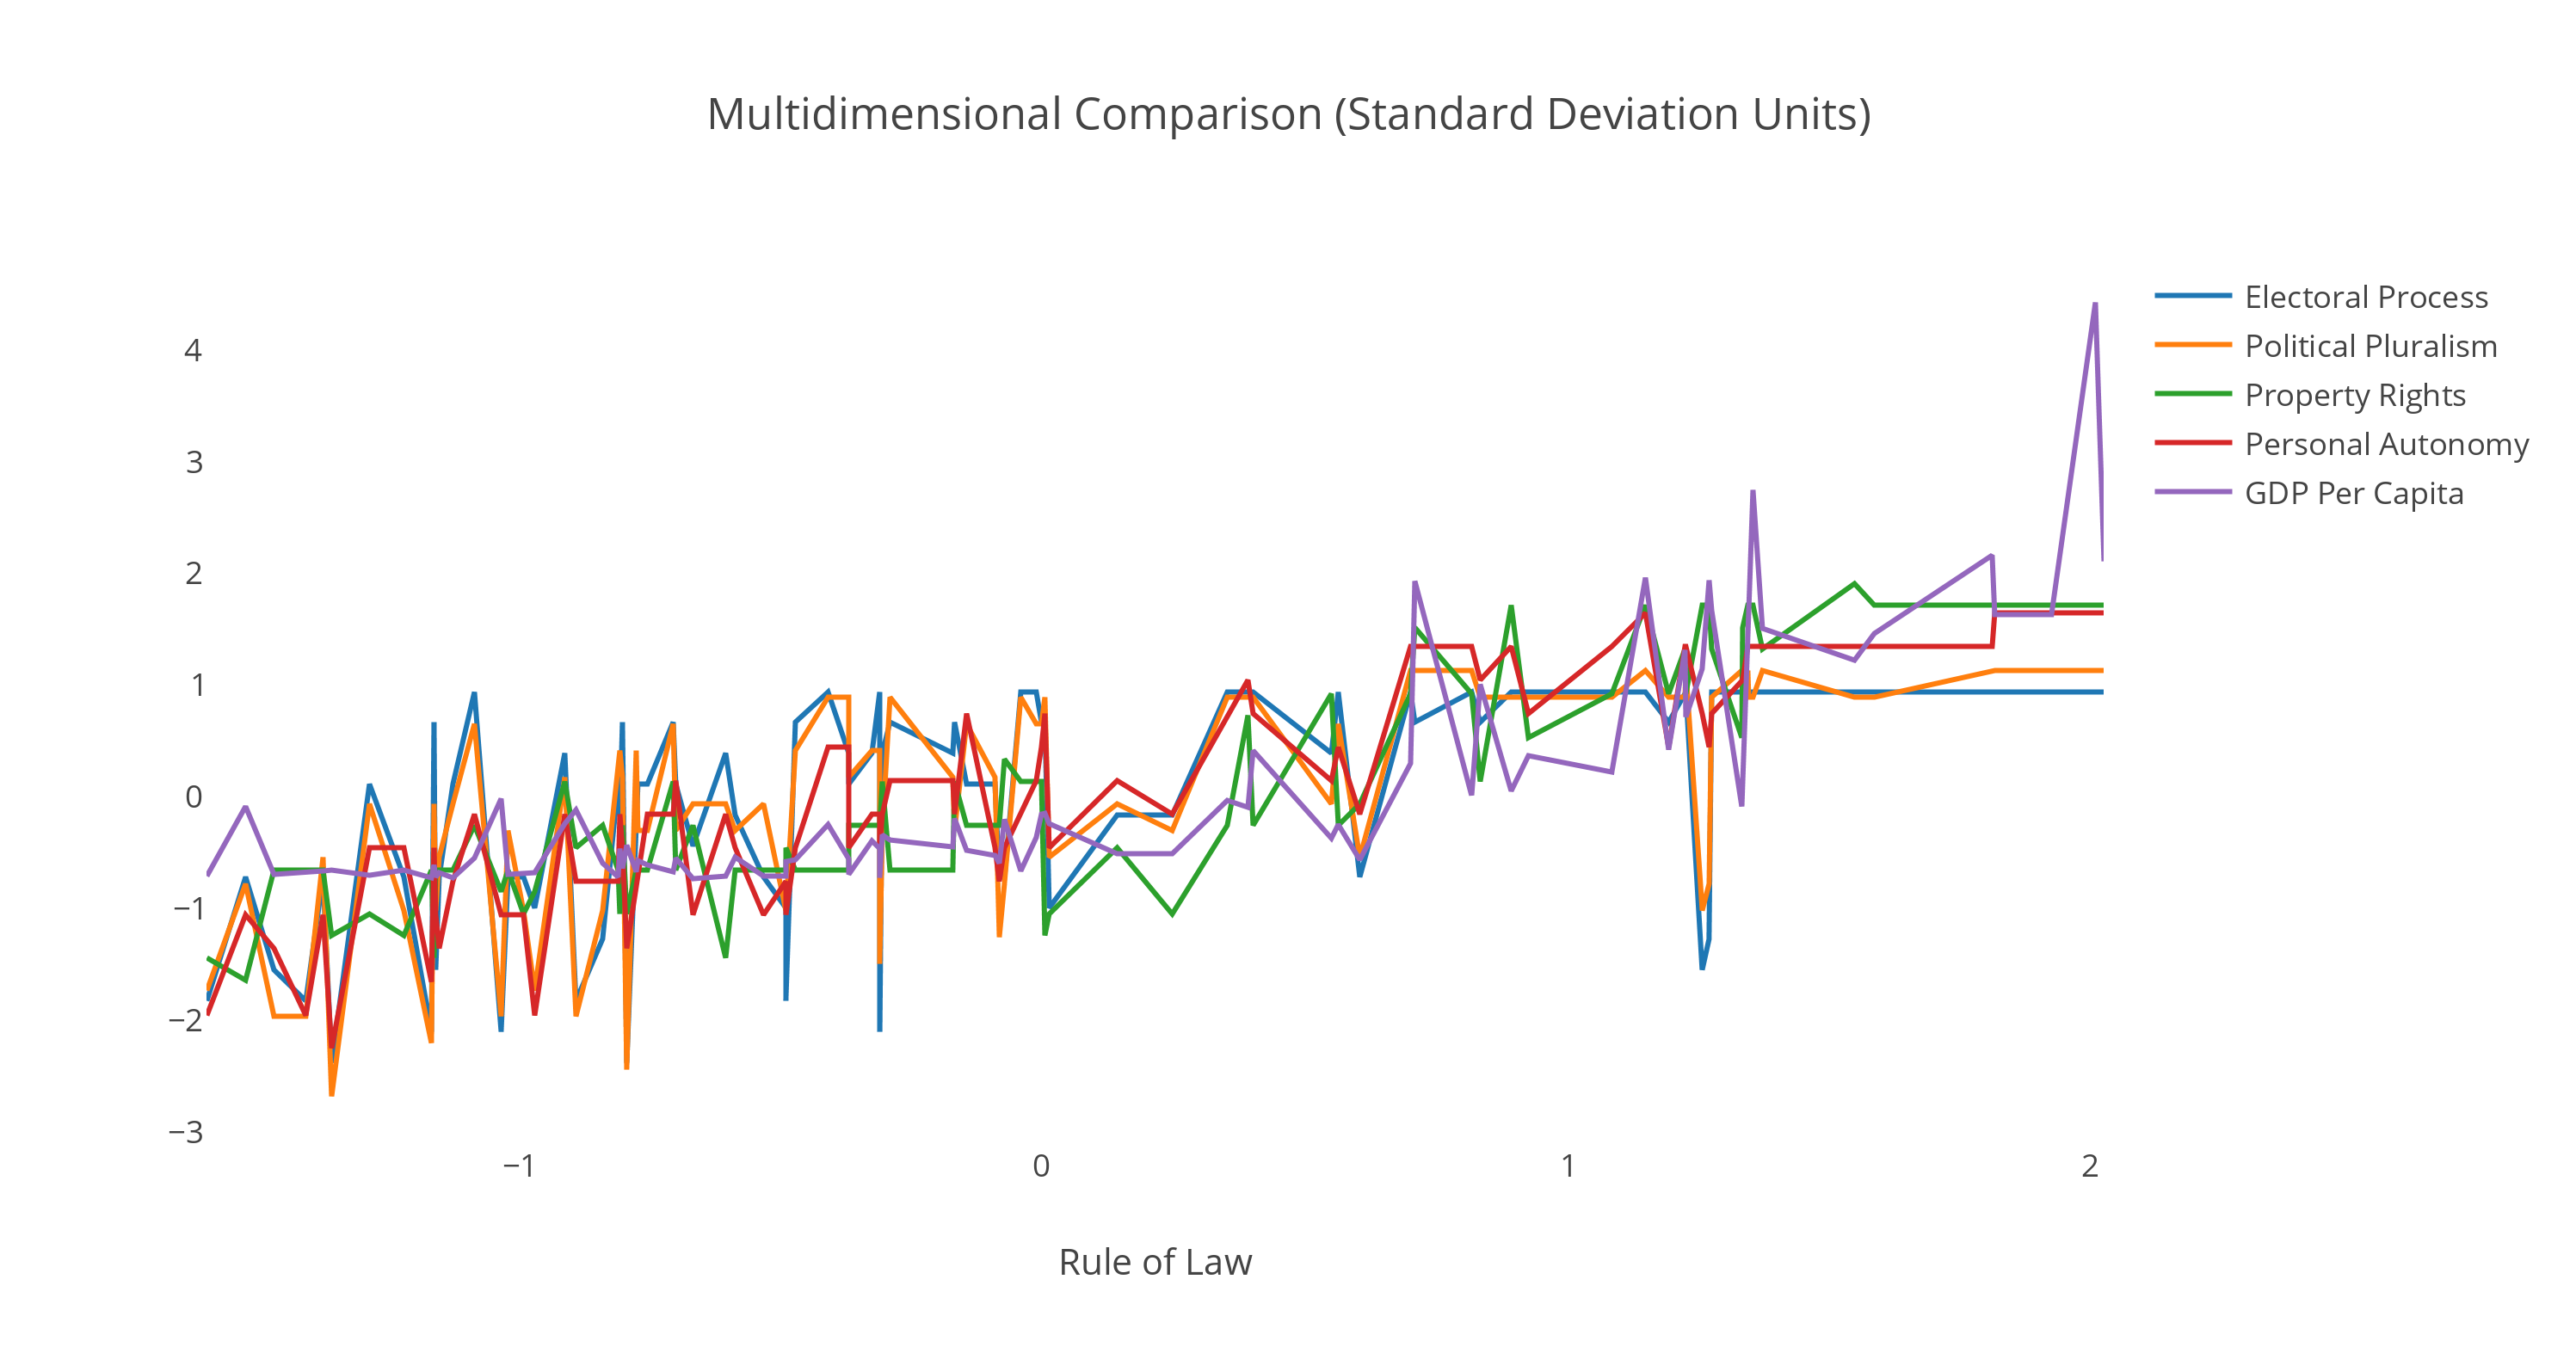 Multidimensional Comparison (Standard Deviation Units)
Electoral Process
Political Pluralism
Property Rights
Personal Autonomy
GDP Per Capita
4
3
2
1
0
−1
−2
−3
−1
0
1
2
Rule of Law